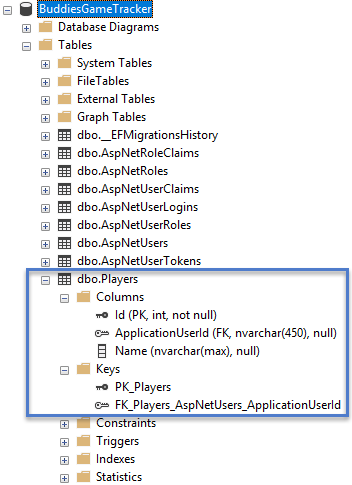 BuddiesGameTracker
Database Diagrams
Tables
System Tables
FileTables
External Tables
Graph Tables
dbo.__EFMigrationsHistory
dbo.AspNetRoleClaims
dbo.AspNetRoles
dbo.AspNetUserClaims
dbo.AspNetUserLogins
dbo.AspNetUserRoles
dbo.AspNetUsers
dbo.AspNetUserTokens
dbo.Players
Columns
Id (PK, int, not null)
ApplicationUserId (FK, nvarchar(450), null)
Name (nvarchar(max), null)
Keys
PK_Players
FK_Players_AspNetUsers_ApplicationUserId
Constraints
Triggers
Indexes
Statistics